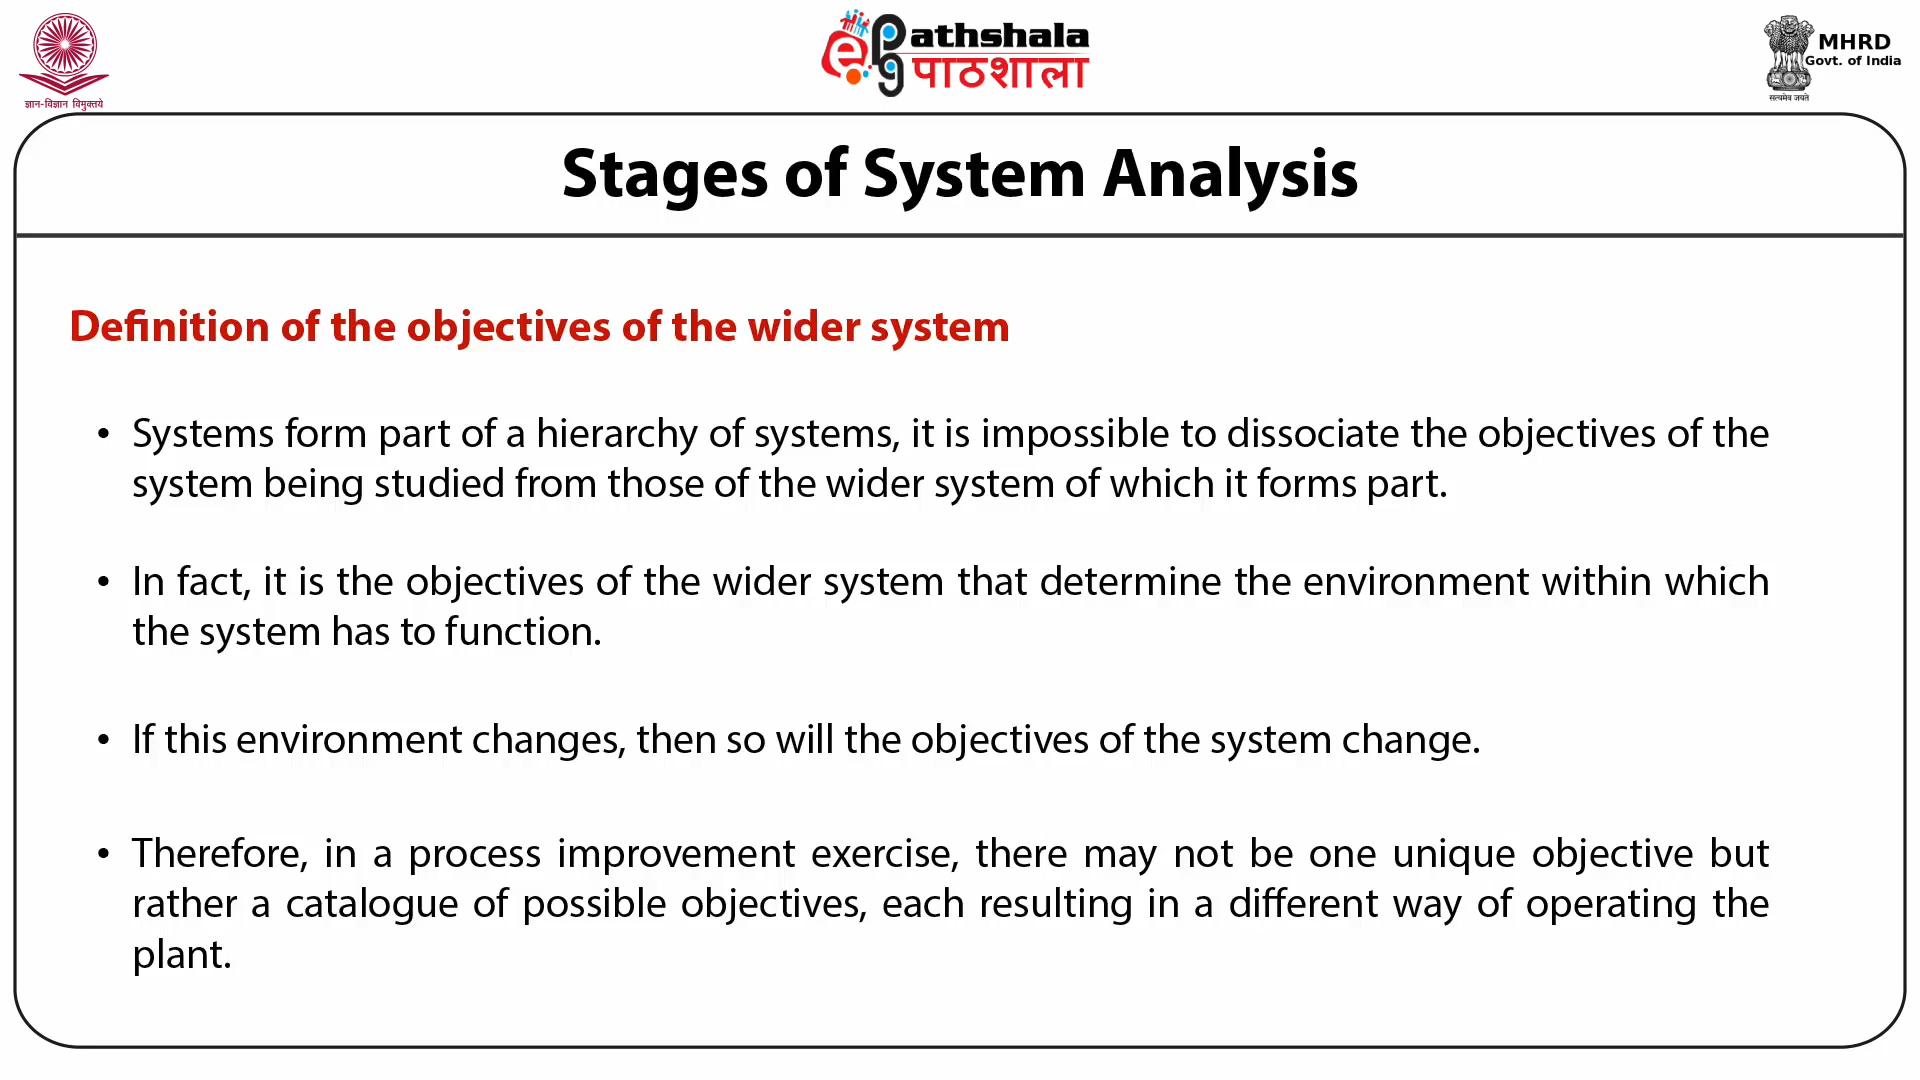 ज्ञान-विज्ञान विमुक्तये
ePG athshala
पाठशाला
MHRD
Govt. of India
सत्यमेव जयते
Stages of System Analysis
Definition of the objectives of the wider system
• Systems form part of a hierarchy of systems, it is impossible to dissociate the objectives of the
system being studied from those of the wider system of which it forms part.
• In fact, it is the objectives of the wider system that determine the environment within which
the system has to function.
• If this environment changes, then so will the objectives of the system change.
• Therefore, in a process improvement exercise, there may not be one unique objective but
rather a catalogue of possible objectives, each resulting in a different way of operating the
plant.